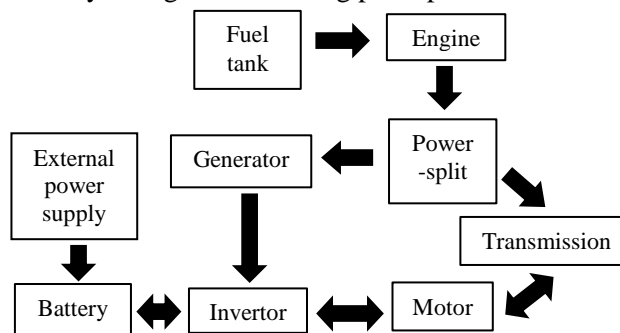 Fuel
tank
Engine
External
power
supply
Generator
Power
-split
Transmission
Battery
Invertor
Motor